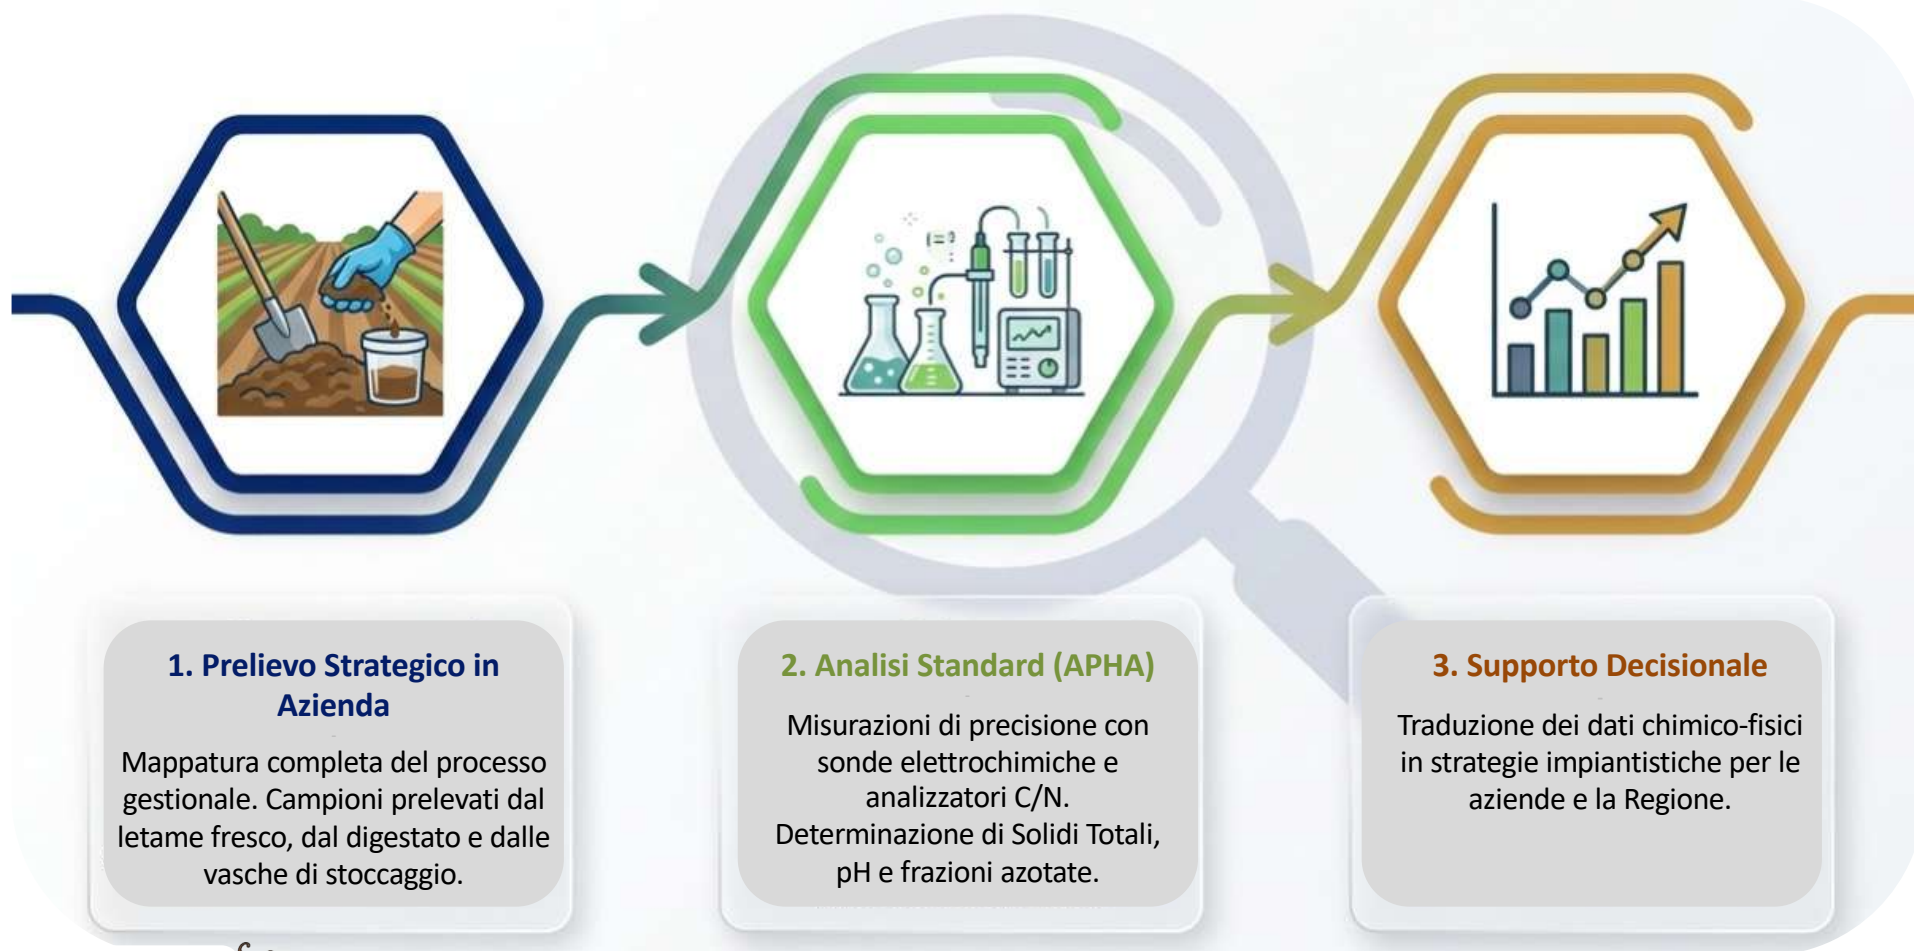 1. Prelievo Strategico in
Azienda
Mappatura completa del processo
gestionale. Campioni prelevati dal
letame fresco, dal digestato e dalle
vasche di stoccaggio.
2. Analisi Standard (APHA)
Misurazioni di precisione con
sonde elettrochimiche e
analizzatori C/N.
Determinazione di Solidi Totali,
pH e frazioni azotate.
3. Supporto Decisionale
Traduzione dei dati chimico-fisici
in strategie impiantistiche per le
aziende e la Regione.